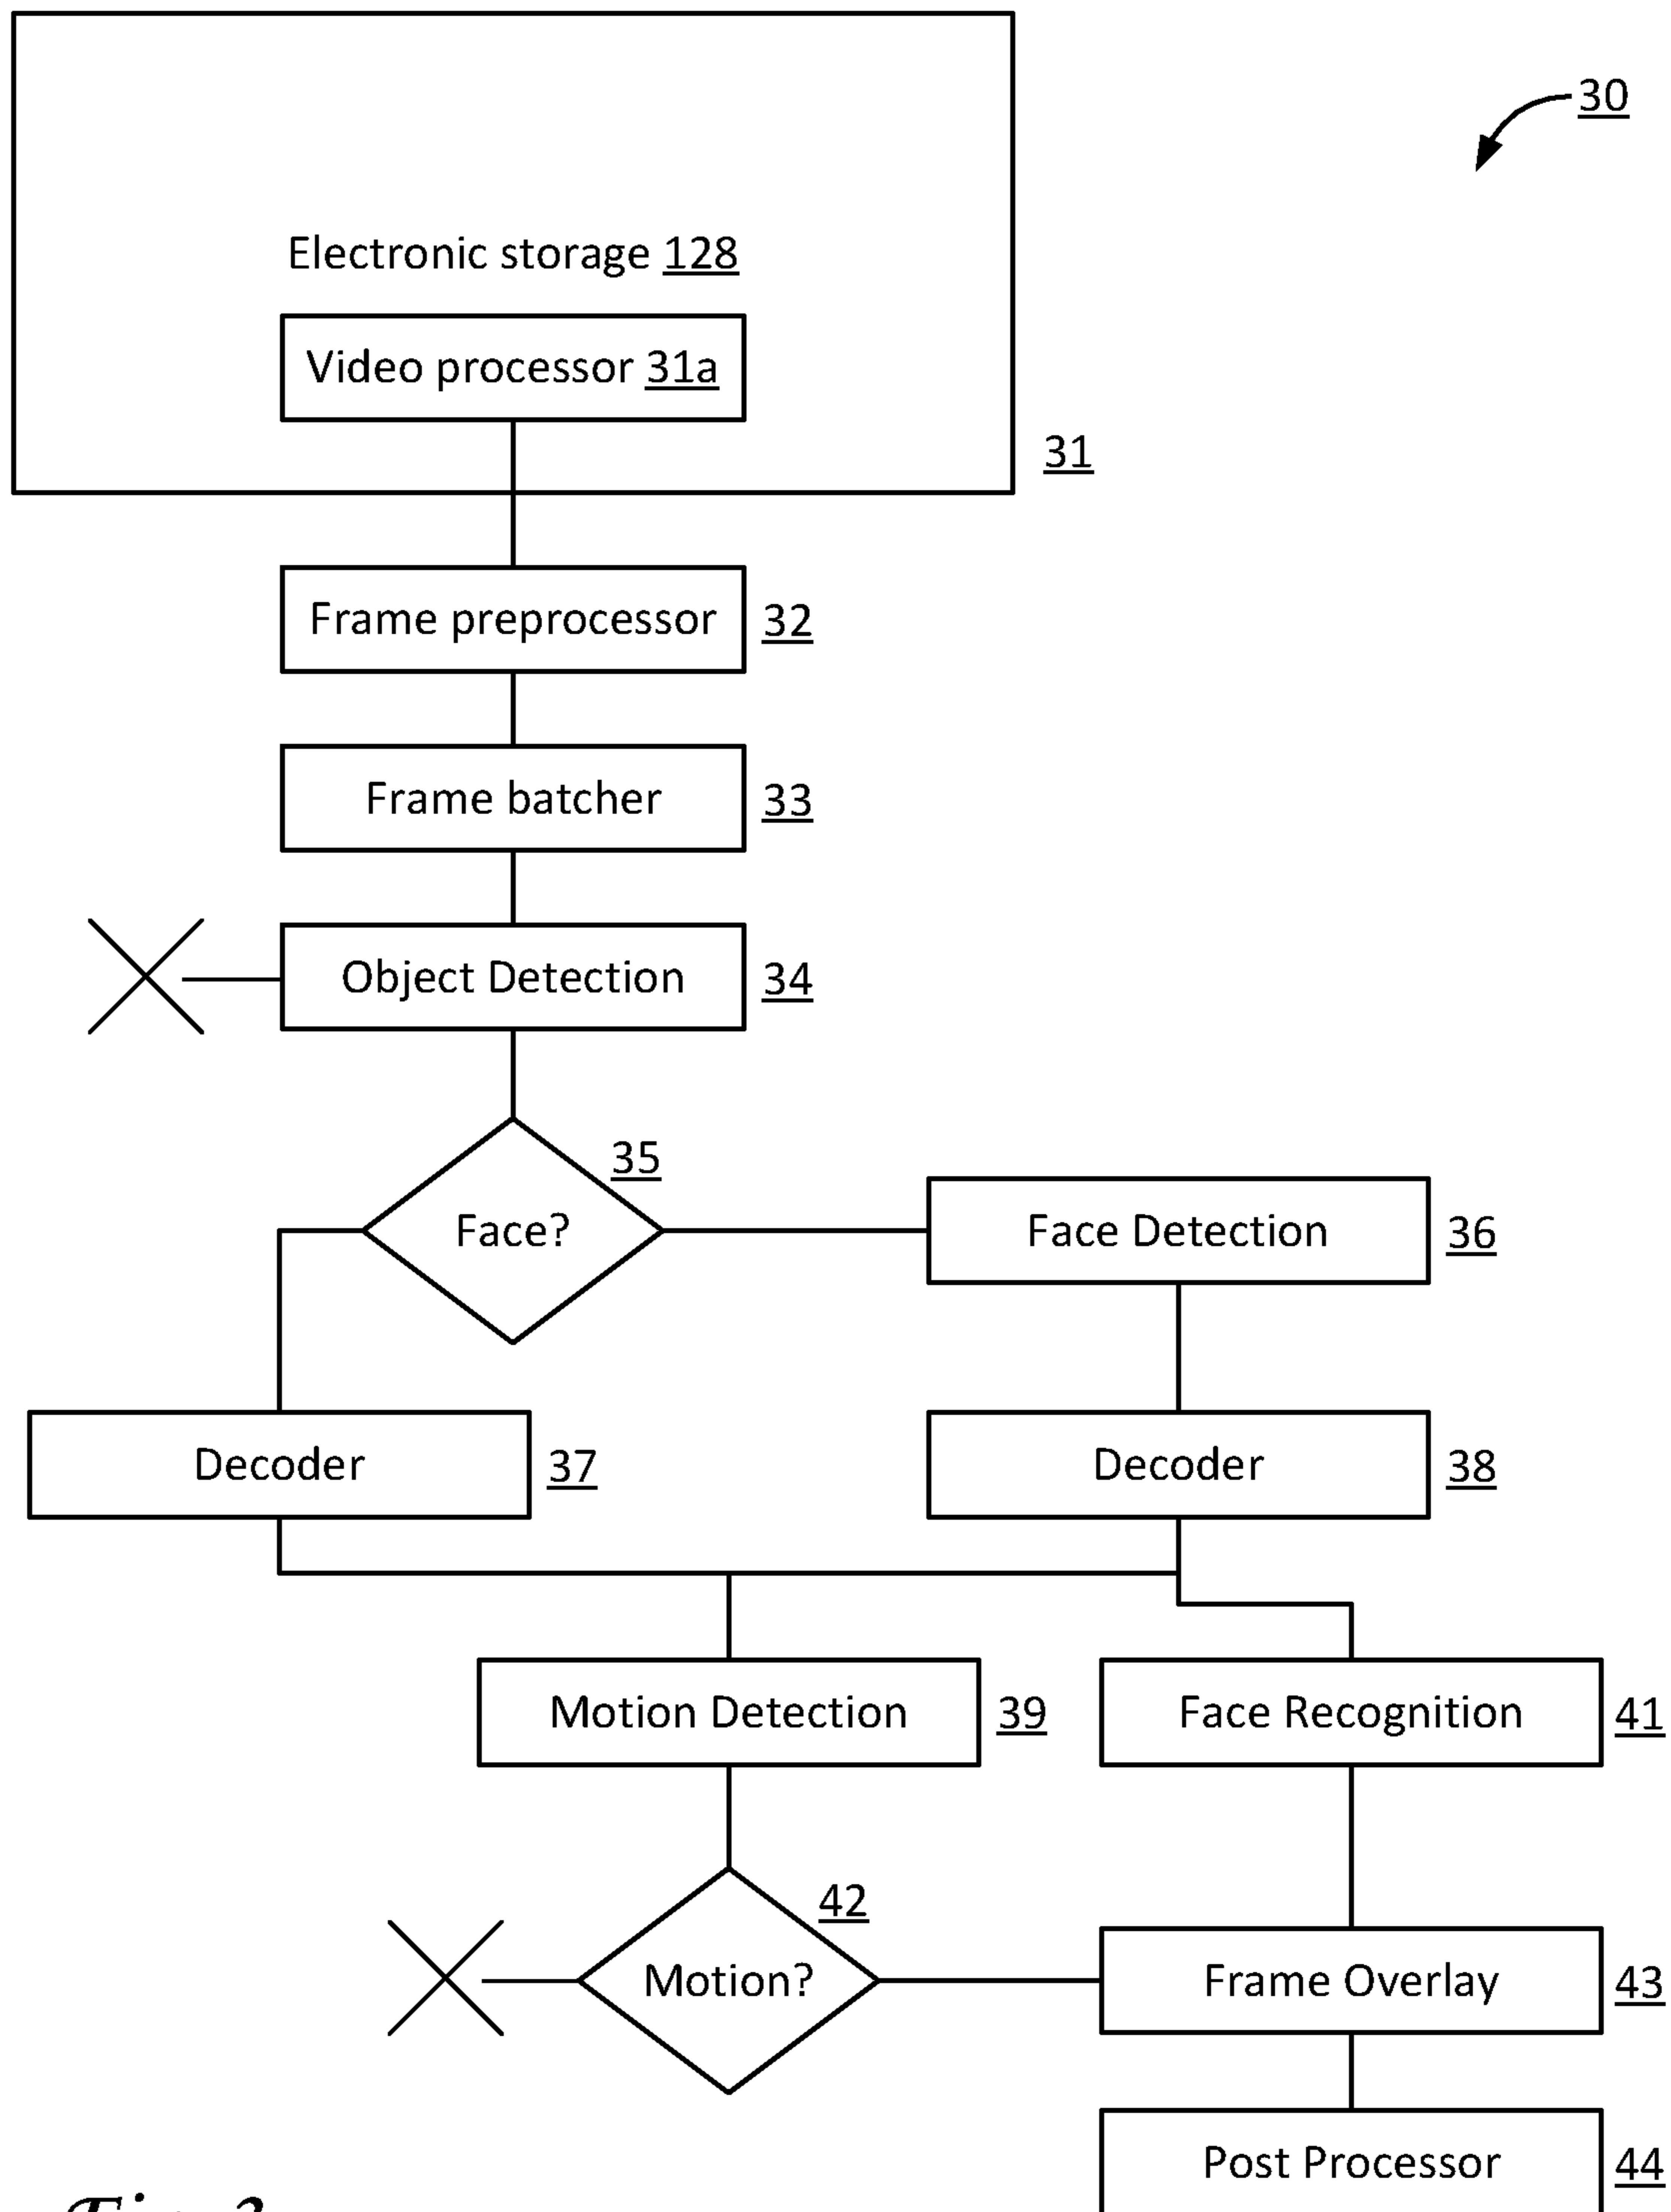 30
Electronic storage 128
Video processor 31a
31
Frame preprocessor 32
Frame batcher 33
Object Detection 34
35
Face?
Face Detection 36
Decoder 37
Decoder 38
Motion Detection 39
Face Recognition 41
42
Motion?
Frame Overlay 43
Post Processor 44